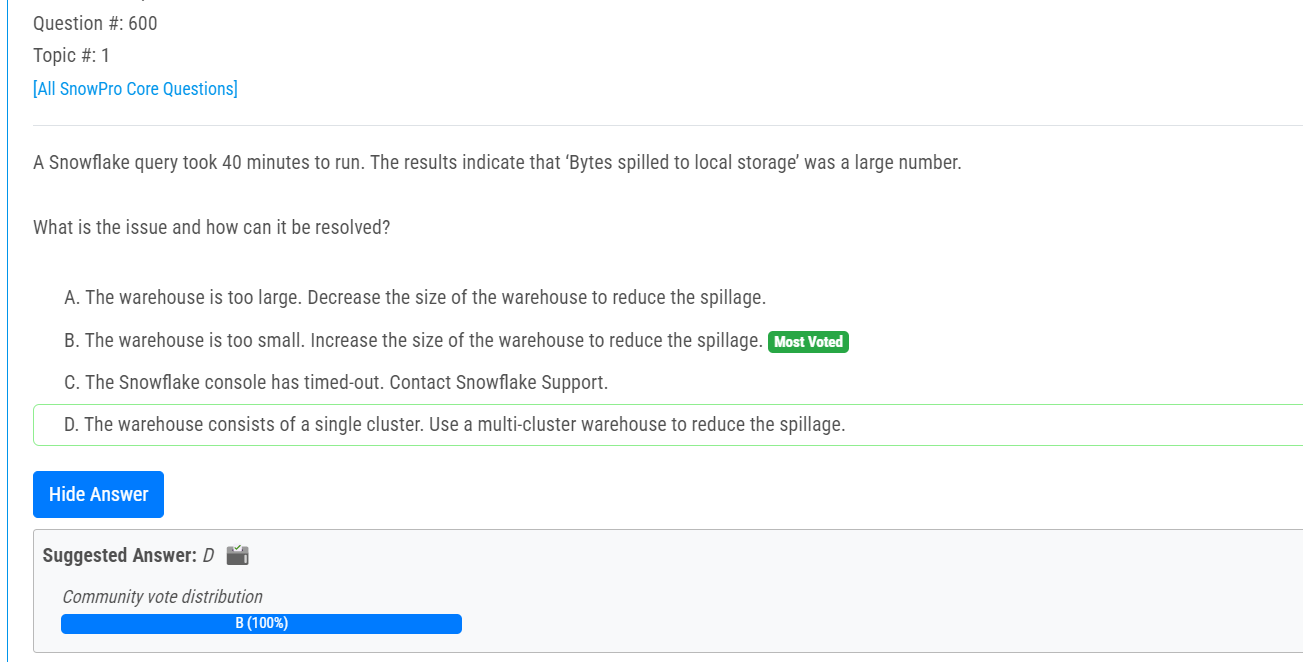 Question #: 600
Topic #: 1
[All SnowPro Core Questions]
A Snowflake query took 40 minutes to run. The results indicate that ‘Bytes spilled to local storage’ was a large number.
What is the issue and how can it be resolved?
A. The warehouse is too large. Decrease the size of the warehouse to reduce the spillage.
B. The warehouse is too small. Increase the size of the warehouse to reduce the spillage. Most Voted
C. The Snowflake console has timed-out. Contact Snowflake Support.
D. The warehouse consists of a single cluster. Use a multi-cluster warehouse to reduce the spillage.
Hide Answer
Suggested Answer: D
Community vote distribution
B (100%)